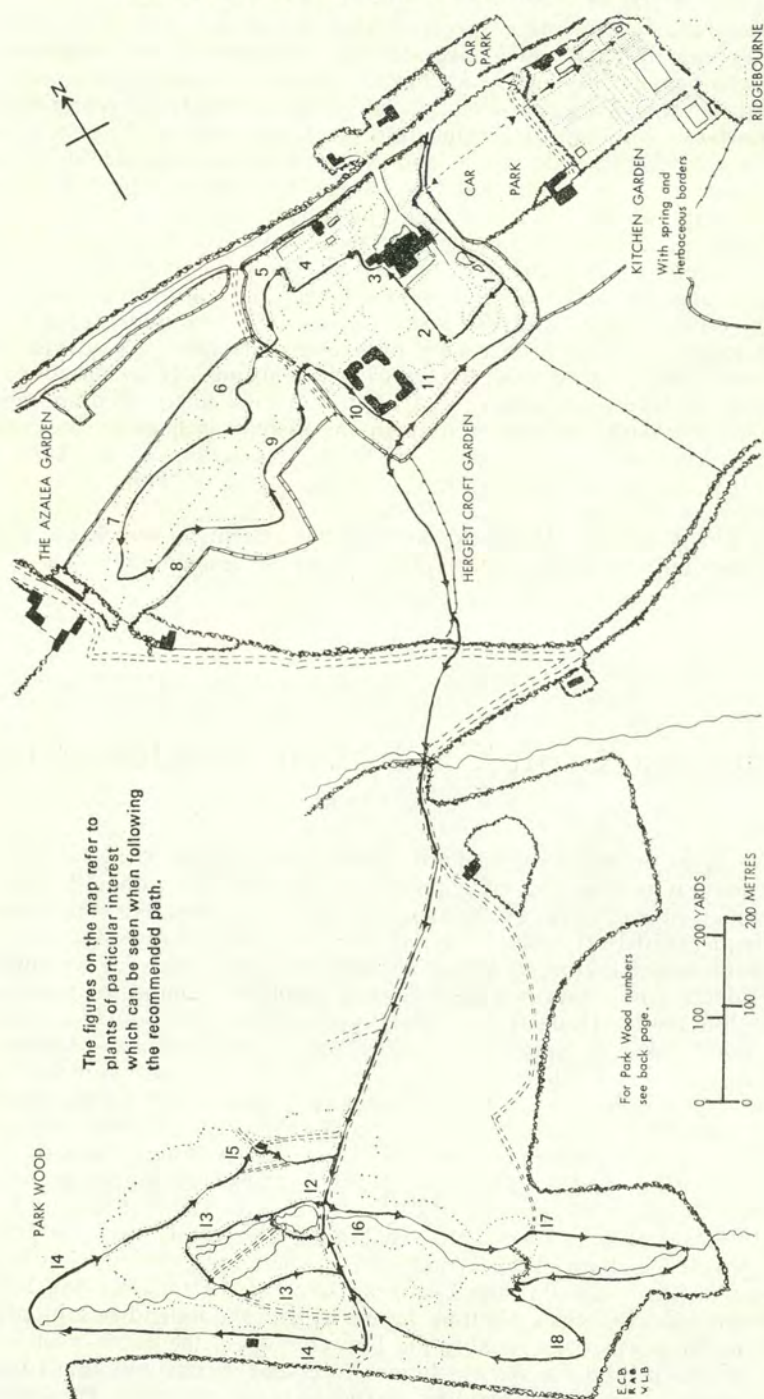 N
CAR
PARK
CAR
PARK
RIDGEBOURNE
KITCHEN GARDEN
With spring and
herbaceous borders
THE AZALEA GARDEN
HERGEST CROFT GARDEN
1
2
3
4
5
6
7
8
9
10
11
The figures on the map refer to
plants of particular interest
which can be seen when following
the recommended path.
PARK WOOD
12
13
13
14
14
15
16
17
18
For Park Wood numbers
see back page.
0 100 200 YARDS
0 100 200 METRES
E.C.B.
R.A.B.
V.L.B.